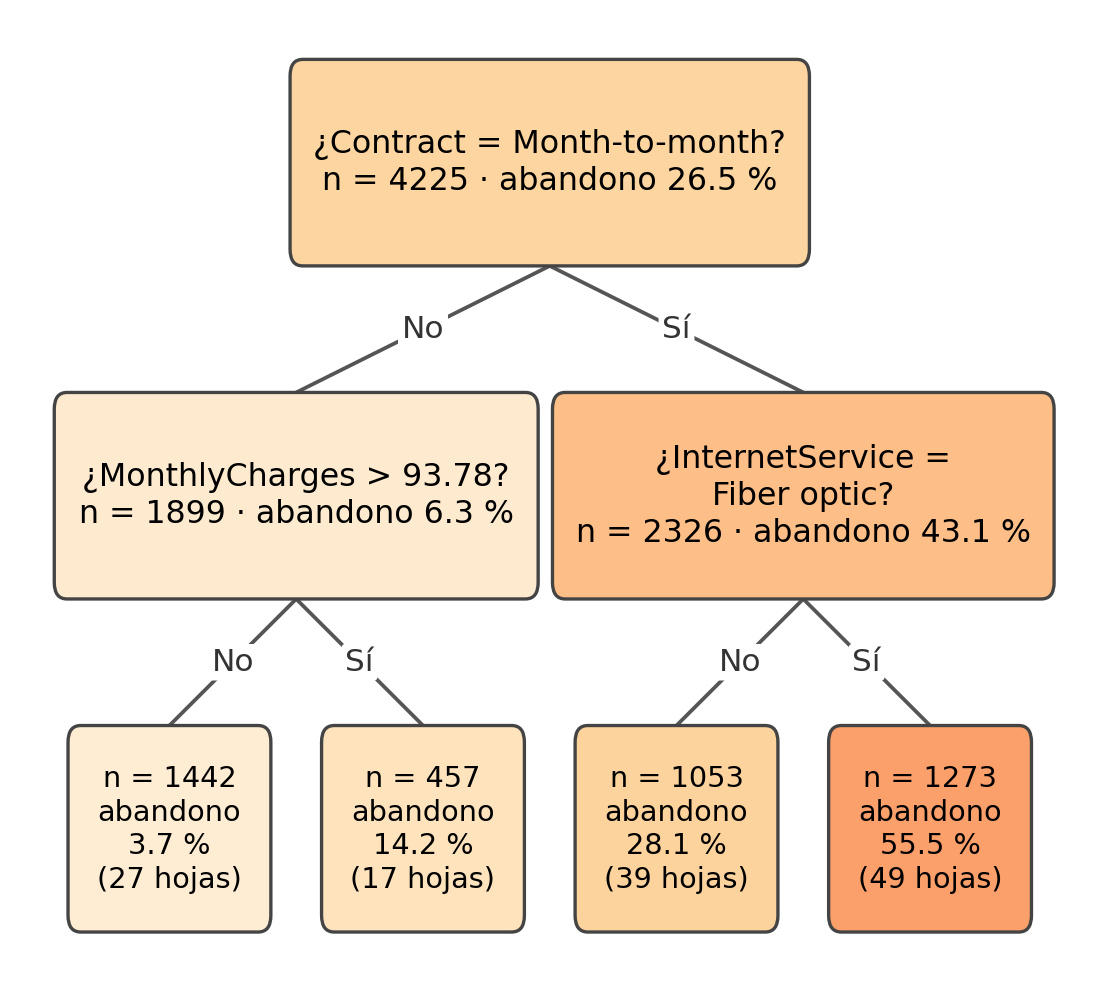 ¿Contract = Month-to-month?
n = 4225 · abandono 26.5 %
No
Sí
¿MonthlyCharges > 93.78?
n = 1899 · abandono 6.3 %
¿InternetService =
Fiber optic?
n = 2326 · abandono 43.1 %
No
Sí
No
Sí
n = 1442
abandono
3.7 %
(27 hojas)
n = 457
abandono
14.2 %
(17 hojas)
n = 1053
abandono
28.1 %
(39 hojas)
n = 1273
abandono
55.5 %
(49 hojas)